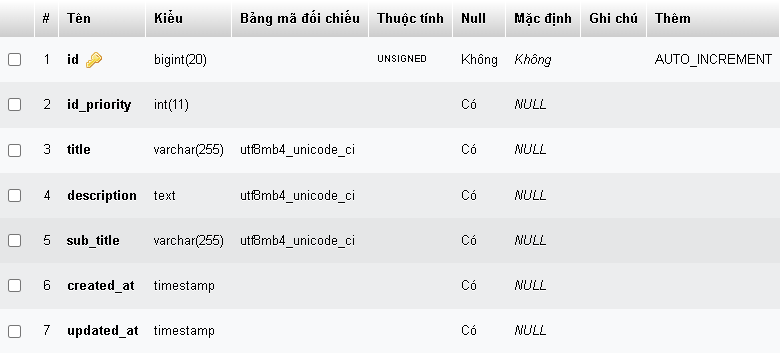 # Tên Kiểu Bảng mã đối chiếu Thuộc tính Null Mặc định Ghi chú Thêm
1 id bigint(20) UNSIGNED Không Không AUTO_INCREMENT
2 id_priority int(11) Có NULL
3 title varchar(255) utf8mb4_unicode_ci Có NULL
4 description text utf8mb4_unicode_ci Có NULL
5 sub_title varchar(255) utf8mb4_unicode_ci Có NULL
6 created_at timestamp Có NULL
7 updated_at timestamp Có NULL